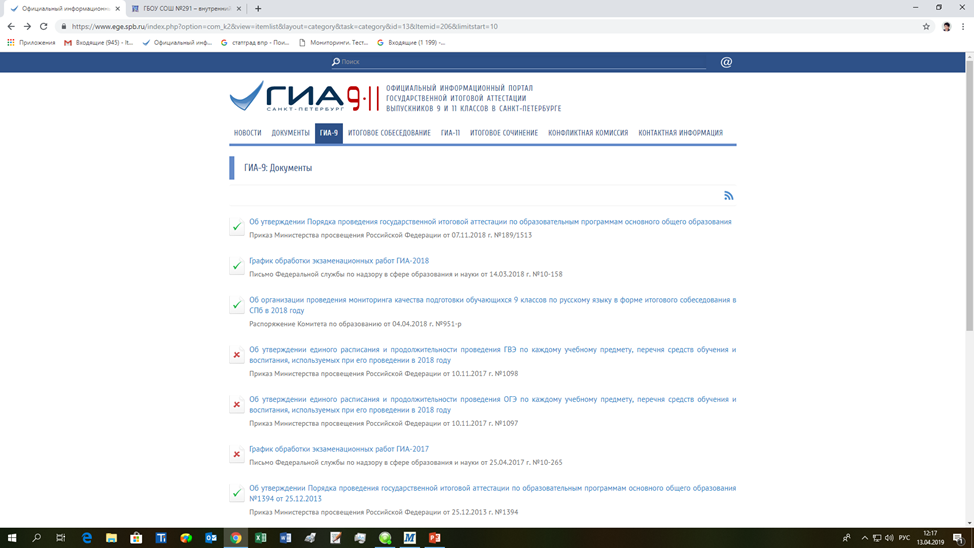 Официальный информационн
ГБОУ СОШ №291 – внутренний
https://www.ege.spb.ru/index.php?option=com_k2&view=itemlist&layout=category&task=category&id=13&Itemid=206&limitstart=10
Приложения
Входящие (945) - lt...
Официальный инф...
статград впр - Пои...
Мониторинги. Тест...
Входящие (1 199) -...
Поиск
@
ГИА 9·11
САНКТ-ПЕТЕРБУРГ
ОФИЦИАЛЬНЫЙ ИНФОРМАЦИОННЫЙ ПОРТАЛ
ГОСУДАРСТВЕННОЙ ИТОГОВОЙ АТТЕСТАЦИИ
ВЫПУСКНИКОВ 9 И 11 КЛАССОВ В САНКТ-ПЕТЕРБУРГЕ
НОВОСТИ ДОКУМЕНТЫ ГИА-9 ИТОГОВОЕ СОБЕСЕДОВАНИЕ ГИА-11 ИТОГОВОЕ СОЧИНЕНИЕ КОНФЛИКТНАЯ КОМИССИЯ КОНТАКТНАЯ ИНФОРМАЦИЯ
ГИА-9: Документы
Об утверждении Порядка проведения государственной итоговой аттестации по образовательным программам основного общего образования
Приказ Министерства просвещения Российской Федерации от 07.11.2018 г. №189/1513
График обработки экзаменационных работ ГИА-2018
Письмо Федеральной службы по надзору в сфере образования и науки от 14.03.2018 г. №10-158
Об организации проведения мониторинга качества подготовки обучающихся 9 классов по русскому языку в форме итогового собеседования в
СПб в 2018 году
Распоряжение Комитета по образованию от 04.04.2018 г. №951-р
Об утверждении единого расписания и продолжительности проведения ГВЭ по каждому учебному предмету, перечня средств обучения и
воспитания, используемых при его проведении в 2018 году
Приказ Министерства просвещения Российской Федерации от 10.11.2017 г. №1098
Об утверждении единого расписания и продолжительности проведения ОГЭ по каждому учебному предмету, перечня средств обучения и
воспитания, используемых при его проведении в 2018 году
Приказ Министерства просвещения Российской Федерации от 10.11.2017 г. №1097
График обработки экзаменационных работ ГИА-2017
Письмо Федеральной службы по надзору в сфере образования и науки от 25.04.2017 г. №10-265
Об утверждении Порядка проведения государственной итоговой аттестации по образовательным программам основного общего образования
№1394 от 25.12.2013
Приказ Министерства просвещения Российской Федерации от 25.12.2013 г. №1394
РУС
12:17
13.04.2019